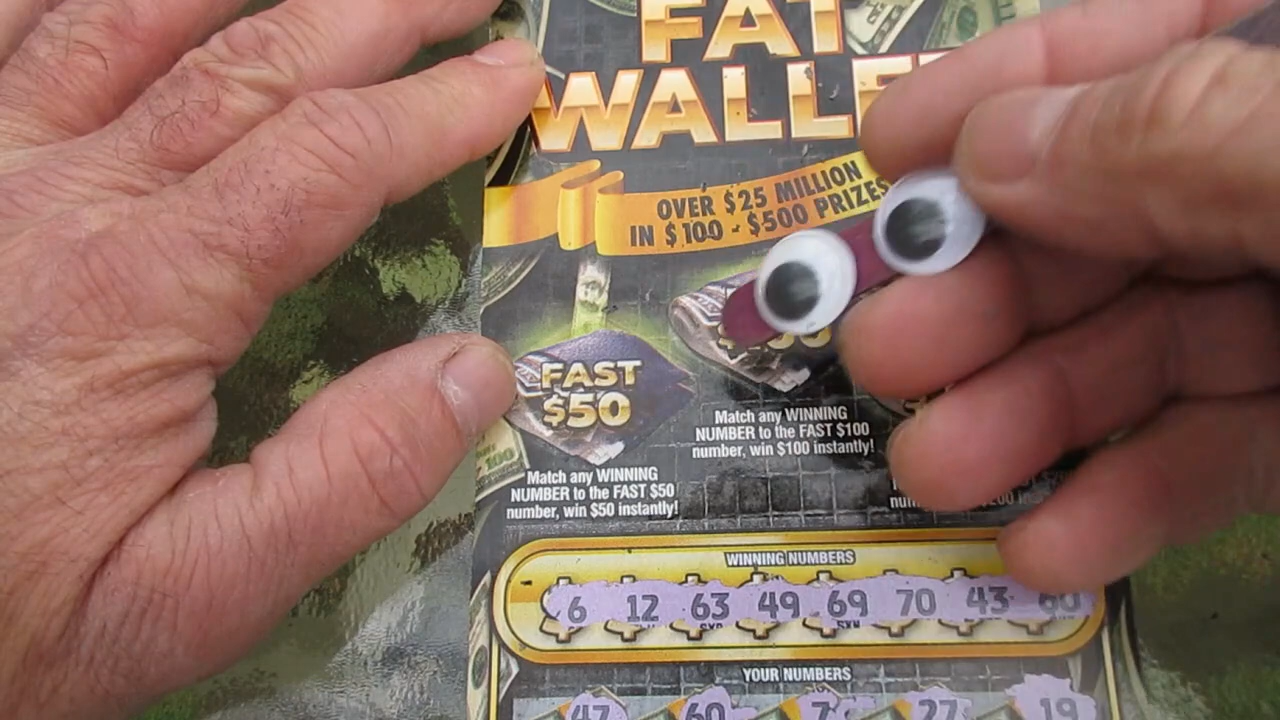 FAT
WALLE
OVER $25 MILLION
IN $100 - $500 PRIZES
FAST
$50
Match any WINNING
NUMBER to the FAST $50
number, win $50 instantly!
Match any WINNING
NUMBER to the FAST $100
number, win $100 instantly!
WINNING NUMBERS
6 12 63 49 69 70 43
SXN
YOUR NUMBERS
47 60 27 19